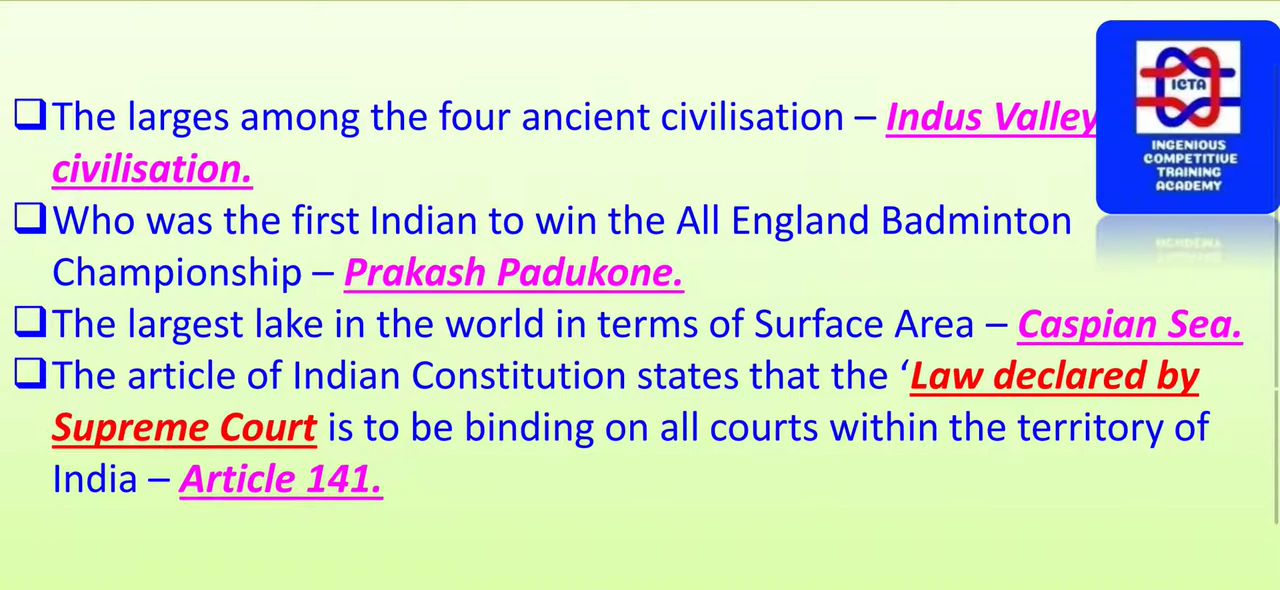 The larges among the four ancient civilisation – Indus Valley
civilisation.
Who was the first Indian to win the All England Badminton
Championship – Prakash Padukone.
The largest lake in the world in terms of Surface Area – Caspian Sea.
The article of Indian Constitution states that the ‘Law declared by
Supreme Court is to be binding on all courts within the territory of
India – Article 141.
ICTA
INGENIOUS
COMPETITIVE
TRAINING
ACADEMY